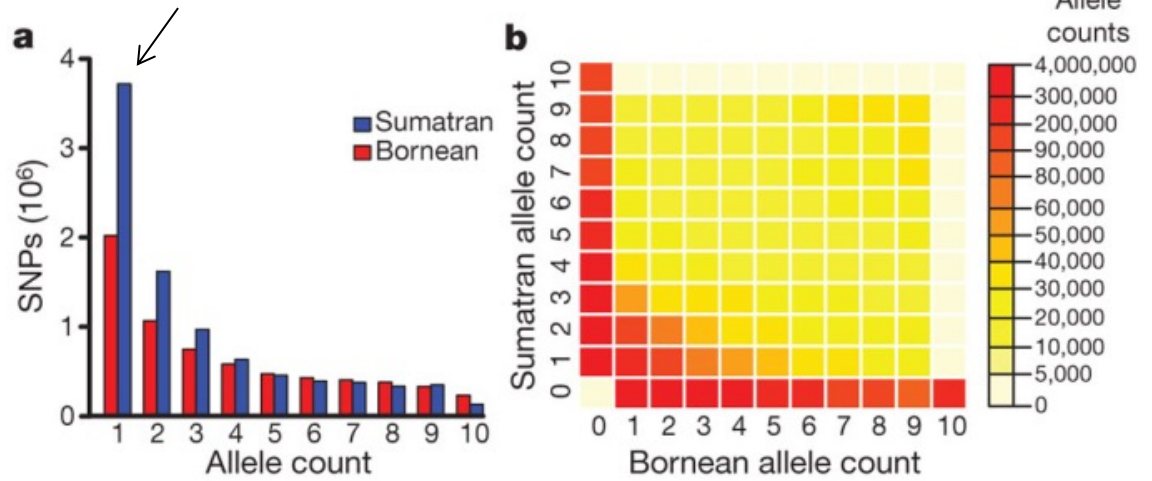 a
4
3
2
1
0
SNPs (10⁶)
Sumatran
Bornean
1 2 3 4 5 6 7 8 9 10
Allele count
b
Sumatran allele count
10
9
8
7
6
5
4
3
2
1
0
0 1 2 3 4 5 6 7 8 9 10
Bornean allele count
Allele
counts
4,000,000
300,000
200,000
90,000
80,000
60,000
50,000
40,000
30,000
20,000
10,000
5,000
0